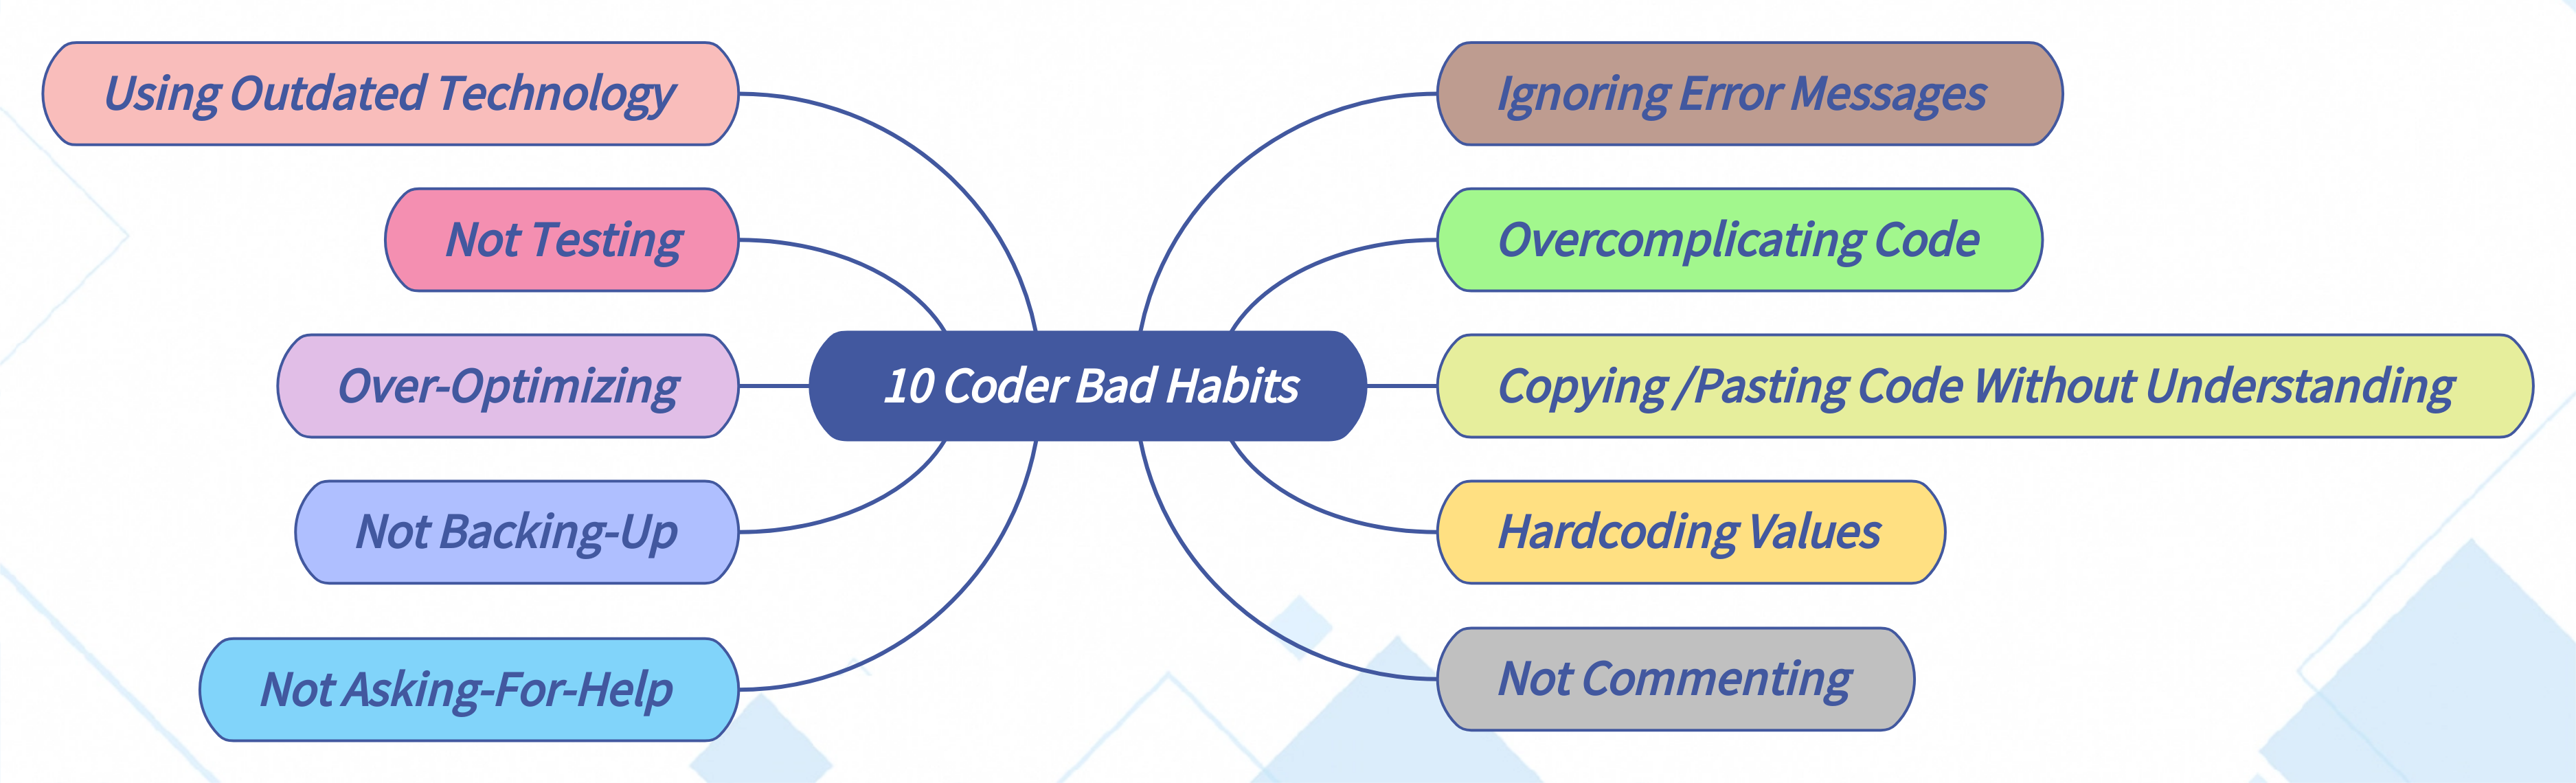 Using Outdated Technology
Not Testing
Over-Optimizing
Not Backing-Up
Not Asking-For-Help
10 Coder Bad Habits
Ignoring Error Messages
Overcomplicating Code
Copying /Pasting Code Without Understanding
Hardcoding Values
Not Commenting